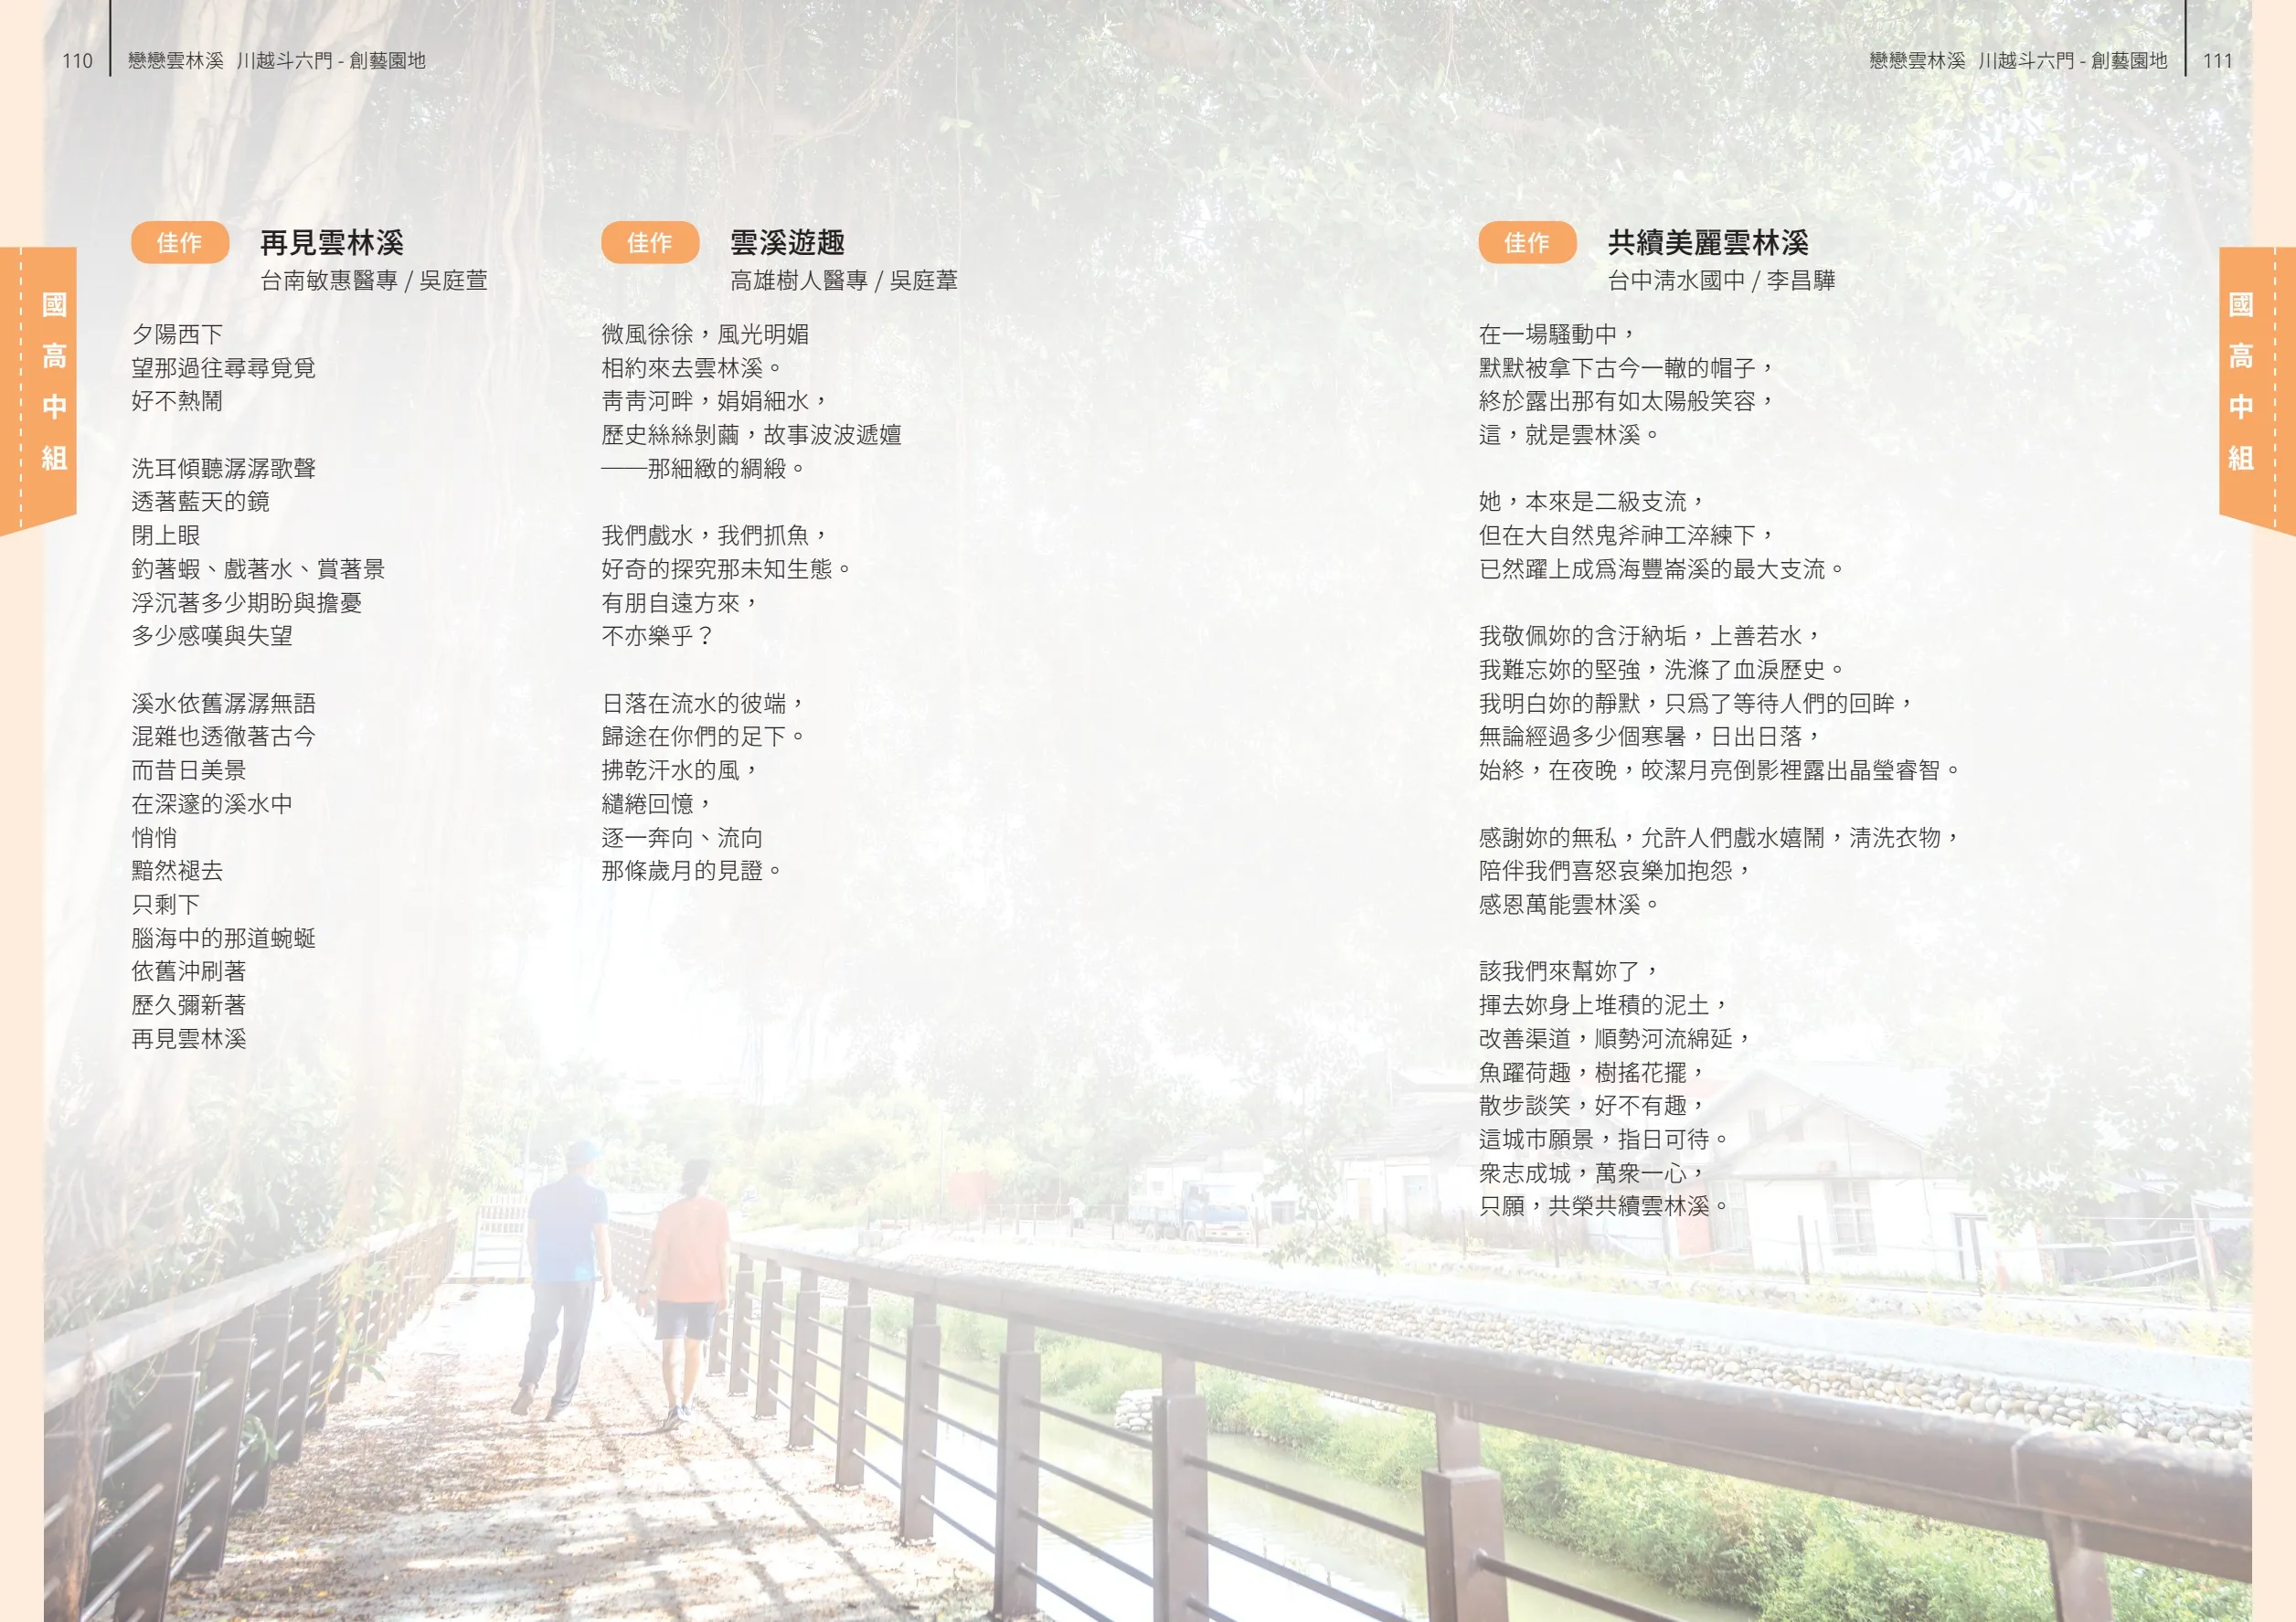 110
戀戀雲林溪 川越斗六門 - 創藝園地
國高中組
佳作
再見雲林溪
台南敏惠醫專 / 吳庭萱
夕陽西下
望那過往尋尋覓覓
好不熱鬧
洗耳傾聽潺潺歌聲
透著藍天的鏡
閉上眼
釣著蝦、戲著水、賞著景
浮沉著多少期盼與擔憂
多少感嘆與失望
溪水依舊潺潺無語
混雜也透徹著古今
而昔日美景
在深邃的溪水中
悄悄
黯然褪去
只剩下
腦海中的那道蜿蜒
依舊沖刷著
歷久彌新著
再見雲林溪
佳作
雲溪遊趣
高雄樹人醫專 / 吳庭葦
微風徐徐，風光明媚
相約來去雲林溪。
靑靑河畔，娟娟細水，
歷史絲絲剝繭，故事波波遞嬗
──那細緻的綢緞。
我們戲水，我們抓魚，
好奇的探究那未知生態。
有朋自遠方來，
不亦樂乎？
日落在流水的彼端，
歸途在你們的足下。
拂乾汗水的風，
繾綣回憶，
逐一奔向、流向
那條歲月的見證。
戀戀雲林溪 川越斗六門 - 創藝園地
111
國高中組
佳作
共續美麗雲林溪
台中淸水國中 / 李昌驊
在一場騷動中，
默默被拿下古今一轍的帽子，
終於露出那有如太陽般笑容，
這，就是雲林溪。
她，本來是二級支流，
但在大自然鬼斧神工淬練下，
已然躍上成爲海豐崙溪的最大支流。
我敬佩妳的含汙納垢，上善若水，
我難忘妳的堅強，洗滌了血淚歷史。
我明白妳的靜默，只爲了等待人們的回眸，
無論經過多少個寒暑，日出日落，
始終，在夜晚，皎潔月亮倒影裡露出晶瑩睿智。
感謝妳的無私，允許人們戲水嬉鬧，淸洗衣物，
陪伴我們喜怒哀樂加抱怨，
感恩萬能雲林溪。
該我們來幫妳了，
揮去妳身上堆積的泥土，
改善渠道，順勢河流綿延，
魚躍荷趣，樹搖花擺，
散步談笑，好不有趣，
這城市願景，指日可待。
衆志成城，萬衆一心，
只願，共榮共續雲林溪。